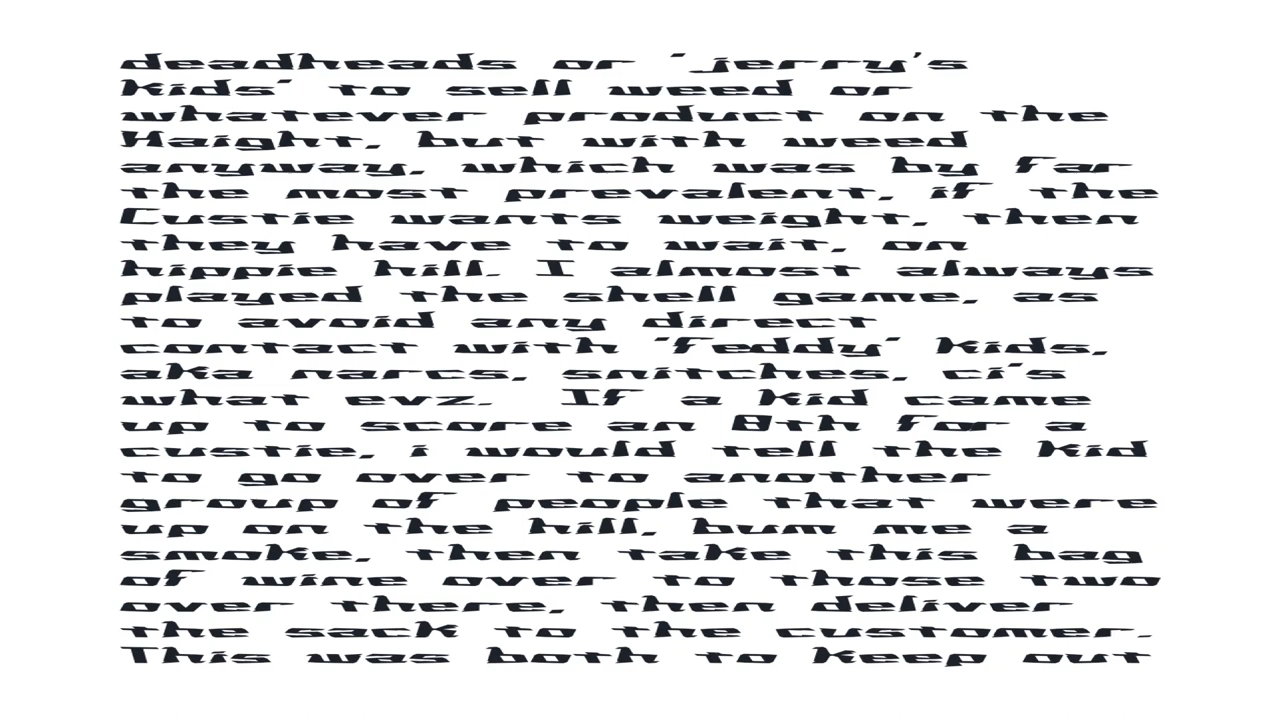 deadheads or 'jerry's
kids' to sell weed or
whatever product on the
Haight, but with weed
anyway, which was by far
the most prevalent, if the
Custie wants weight, then
they have to wait, on
hippie hill. I almost always
played the shell game, as
to avoid any direct
contact with 'feddy' kids,
aka narcs, snitches, ci's
what evz.  If a kid came
up to score an 8th for a
custie, i would tell the kid
to go over to another
group of people that were
up on the hill, bum me a
smoke, then take this bag
of wine over to those two
over there, then deliver
the sack to the customer.
This was both to keep out